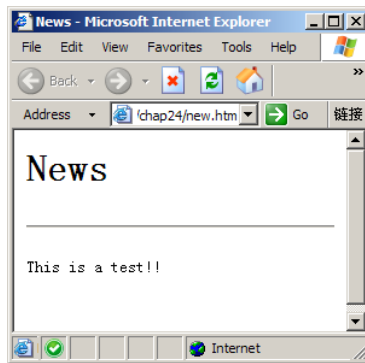 News - Microsoft Internet Explorer
File Edit View Favorites Tools Help
Back
Address /chap24/new.htm Go 链接
News
This is a test!!
Internet